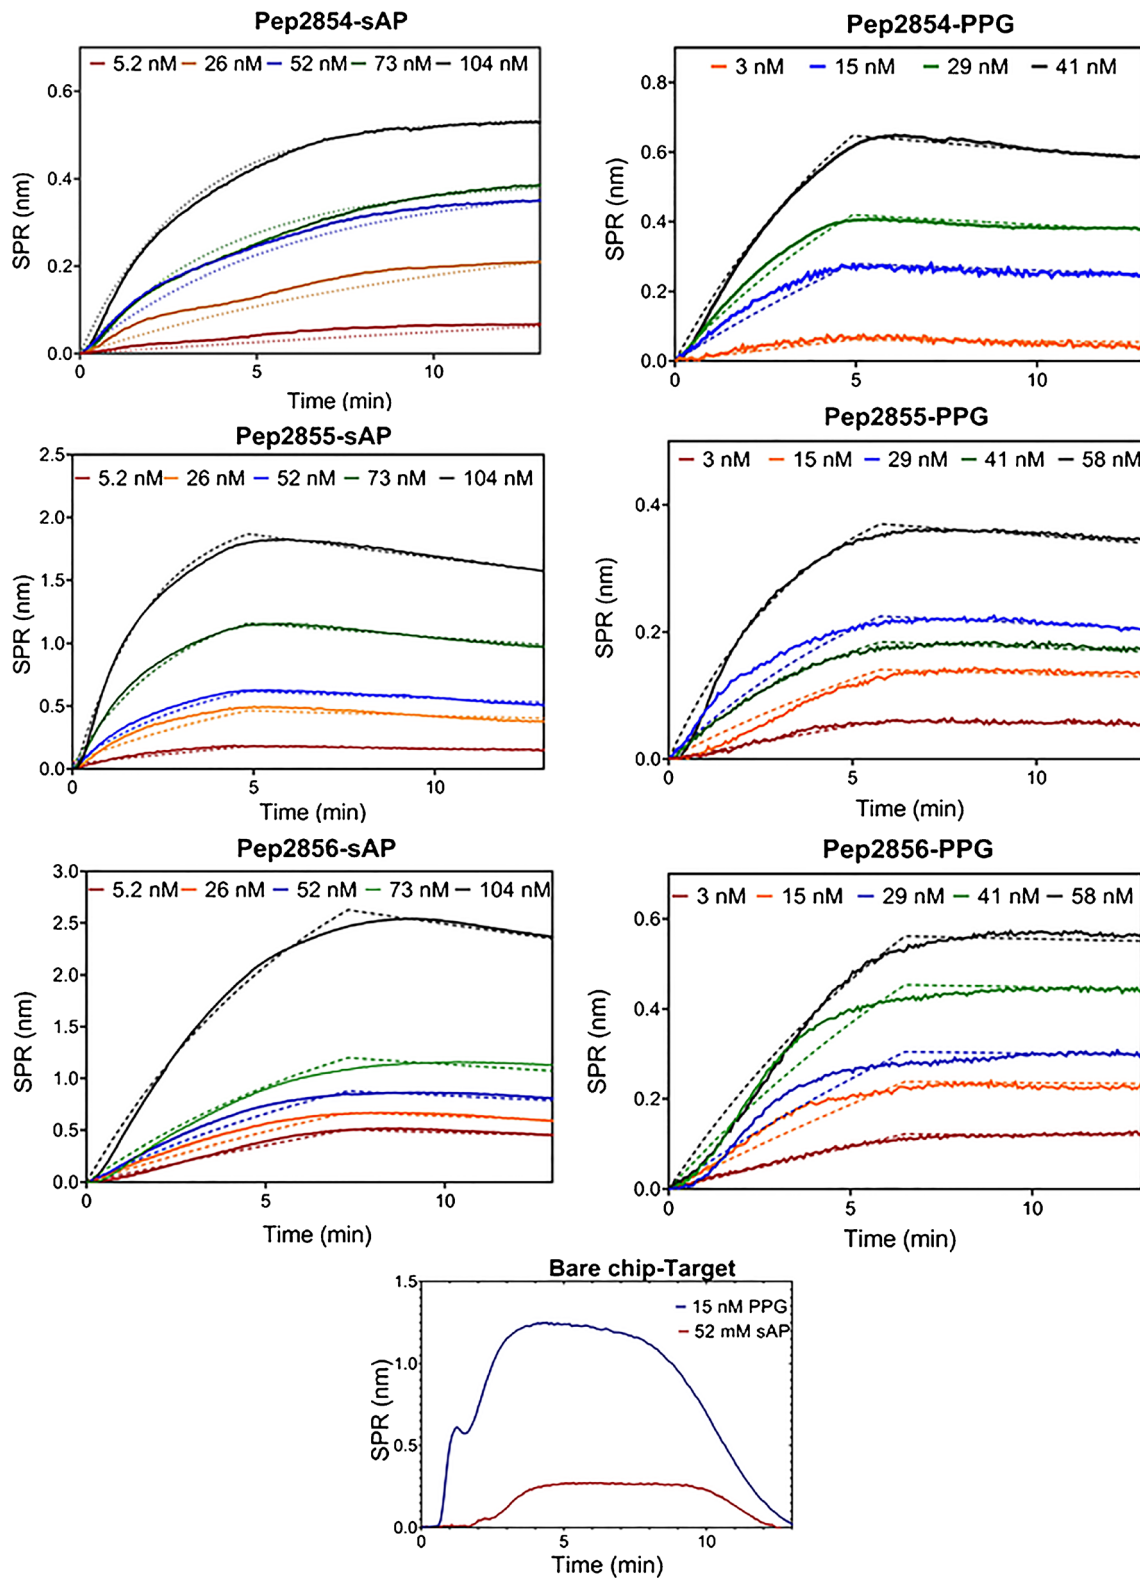 Pep2854-sAP
5.2 nM 26 nM 52 nM 73 nM 104 nM
SPR (nm)
0.6
0.4
0.2
0.0
0 5 10
Time (min)
Pep2854-PPG
3 nM 15 nM 29 nM 41 nM
SPR (nm)
0.8
0.6
0.4
0.2
0.0
0 5 10
Time (min)
Pep2855-sAP
5.2 nM 26 nM 52 nM 73 nM 104 nM
SPR (nm)
2.5
2.0
1.5
1.0
0.5
0.0
0 5 10
Time (min)
Pep2855-PPG
3 nM 15 nM 29 nM 41 nM 58 nM
SPR (nm)
0.4
0.2
0.0
0 5 10
Time (min)
Pep2856-sAP
5.2 nM 26 nM 52 nM 73 nM 104 nM
SPR (nm)
3.0
2.5
2.0
1.5
1.0
0.5
0.0
0 5 10
Time (min)
Pep2856-PPG
3 nM 15 nM 29 nM 41 nM 58 nM
SPR (nm)
0.6
0.4
0.2
0.0
0 5 10
Time (min)
Bare chip-Target
15 nM PPG
52 mM sAP
SPR (nm)
1.5
1.0
0.5
0.0
0 5 10
Time (min)